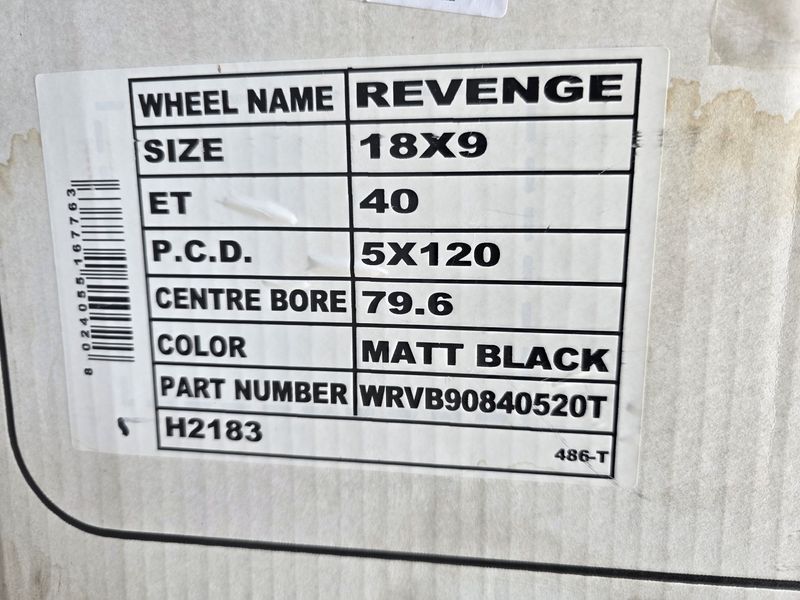 WHEEL NAME REVENGE
SIZE 18X9
ET 40
P.C.D. 5X120
CENTRE BORE 79.6
COLOR MATT BLACK
PART NUMBER WRVB90840520T
H2183 486-T
8 024055 167763